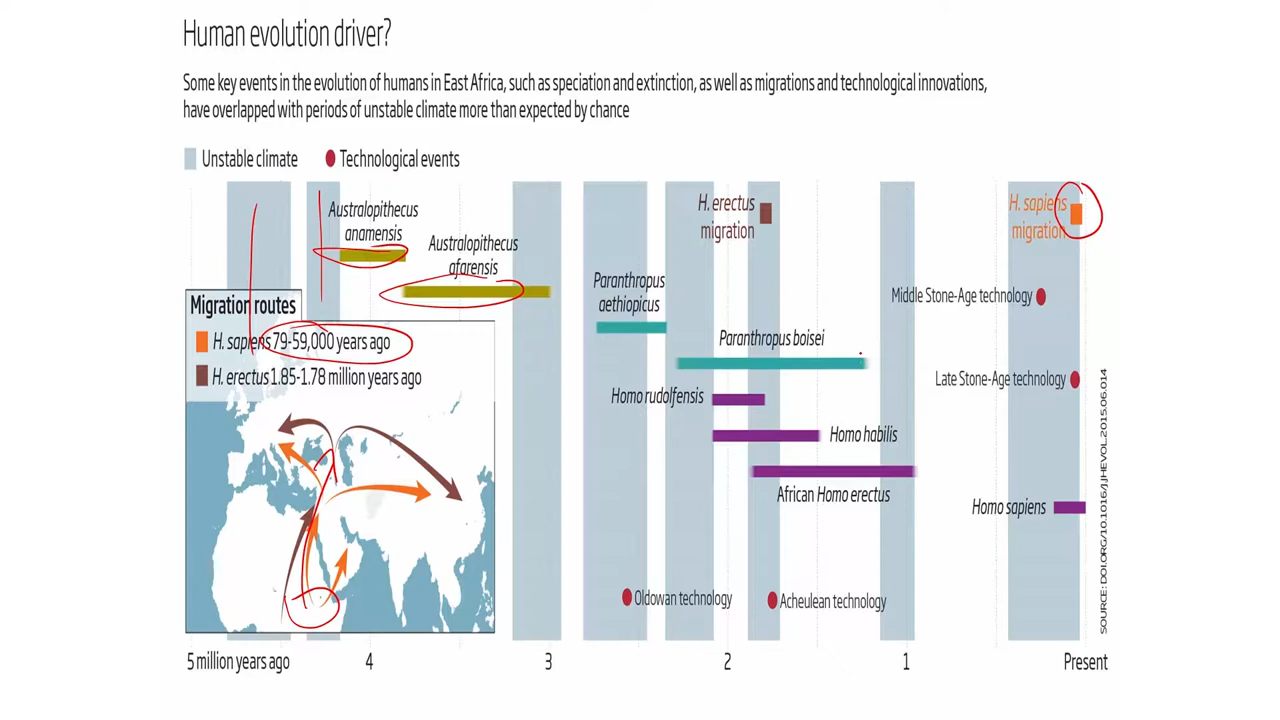 Human evolution driver?
Some key events in the evolution of humans in East Africa, such as speciation and extinction, as well as migrations and technological innovations,
have overlapped with periods of unstable climate more than expected by chance
Unstable climate
Technological events
Australopithecus
anamensis
Australopithecus
afarensis
Paranthropus
aethiopicus
H. erectus
migration
H. sapiens
migration
Middle Stone-Age technology
Paranthropus boisei
Late Stone-Age technology
Homo rudolfensis
Homo habilis
African Homo erectus
Homo sapiens
Oldowan technology
Acheulean technology
Migration routes
H. sapiens 79-59,000 years ago
H. erectus 1.85-1.78 million years ago
5 million years ago
4
3
2
1
Present
SOURCE: DOI.ORG/10.1016/J.JHEVOL.2015.06.014